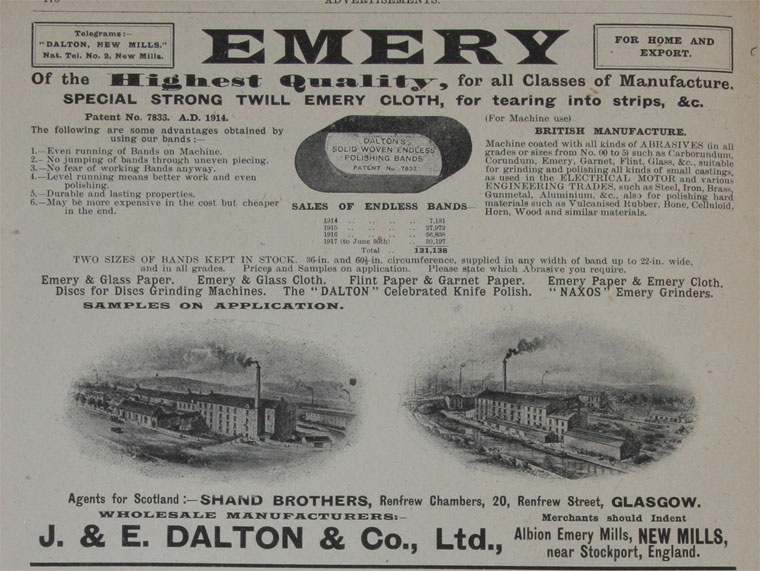 ADVERTISEMENTS.
Telegrams:—
"DALTON, NEW MILLS."
Nat. Tel. No. 2, New Mills.
EMERY
FOR HOME AND
EXPORT.
Of the Highest Quality, for all Classes of Manufacture.
SPECIAL STRONG TWILL EMERY CLOTH, for tearing into strips, &c.
Patent No. 7833. A.D. 1914.
The following are some advantages obtained by
using our bands:—
1.—Even running of Bands on Machine.
2.—No jumping of bands through uneven piecing.
3.—No fear of working Bands anyway.
4.—Level running means better work and even
polishing.
5.—Durable and lasting properties.
6.—May be more expensive in the cost but cheaper
in the end.
DALTON'S
SOLID WOVEN ENDLESS
POLISHING BANDS
PATENT No 7833
SALES OF ENDLESS BANDS—
1914 .. .. .. .. 7,131
1915 .. .. .. .. 27,972
1916 .. .. .. .. 56,838
1917 (to June 30th) 39,197
Total .. 131,138
(For Machine use)
BRITISH MANUFACTURE.
Machine coated with all kinds of ABRASIVES (in all
grades or sizes from No. 00 to 5) such as Carborundum,
Corundum, Emery, Garnet, Flint, Glass, &c., suitable
for grinding and polishing all kinds of small castings,
as used in the ELECTRICAL MOTOR and various
ENGINEERING TRADES, such as Steel, Iron, Brass,
Gunmetal, Aluminium, &c., also for polishing hard
materials such as Vulcanised Rubber, Bone, Celluloid,
Horn, Wood and similar materials.
TWO SIZES OF BANDS KEPT IN STOCK. 36-in. and 60½-in. circumference, supplied in any width of band up to 22-in. wide,
and in all grades. Prices and Samples on application. Please state which Abrasive you require.
Emery & Glass Paper. Emery & Glass Cloth. Flint Paper & Garnet Paper. Emery Paper & Emery Cloth.
Discs for Discs Grinding Machines. The "DALTON" Celebrated Knife Polish. "NAXOS" Emery Grinders.
SAMPLES ON APPLICATION.
Agents for Scotland:—SHAND BROTHERS, Renfrew Chambers, 20, Renfrew Street, GLASGOW.
WHOLESALE MANUFACTURERS:—
J. & E. DALTON & Co., Ltd.,
Merchants should Indent
Albion Emery Mills, NEW MILLS,
near Stockport, England.